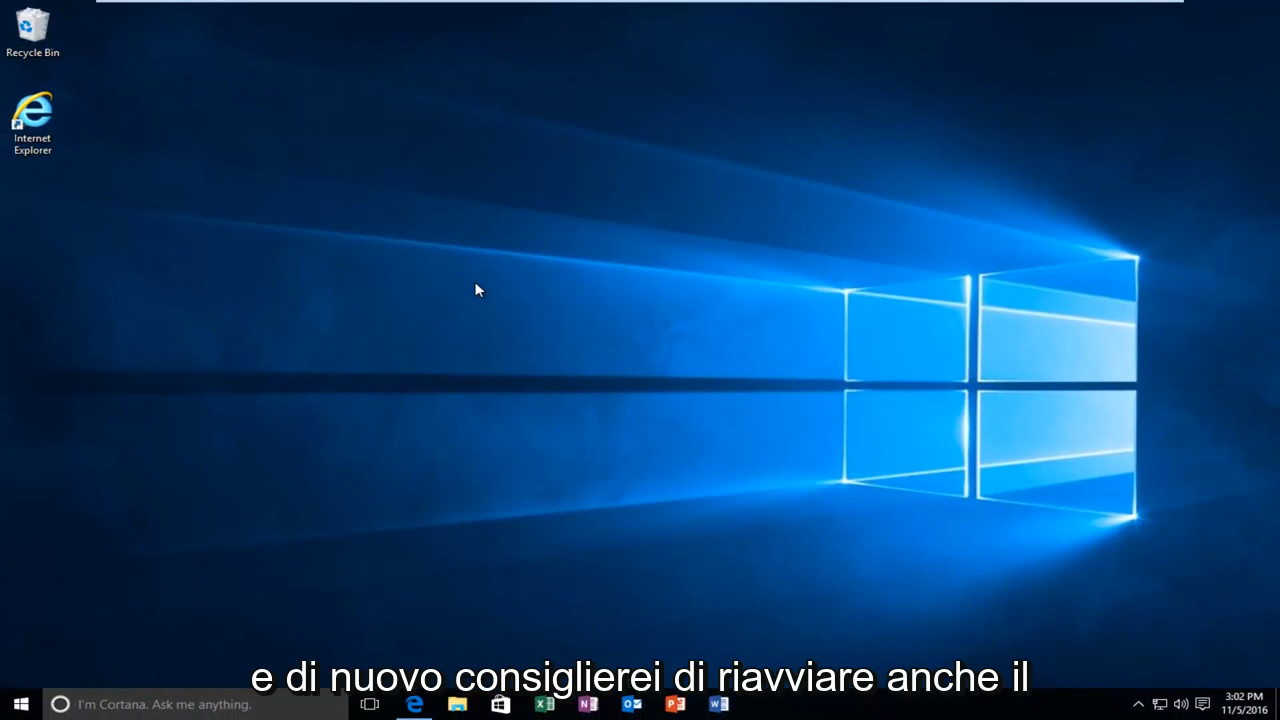 Recycle Bin
Internet
Explorer
e di nuovo consiglierei di riavviare anche il
I'm Cortana. Ask me anything.
3:02 PM
11/5/2016